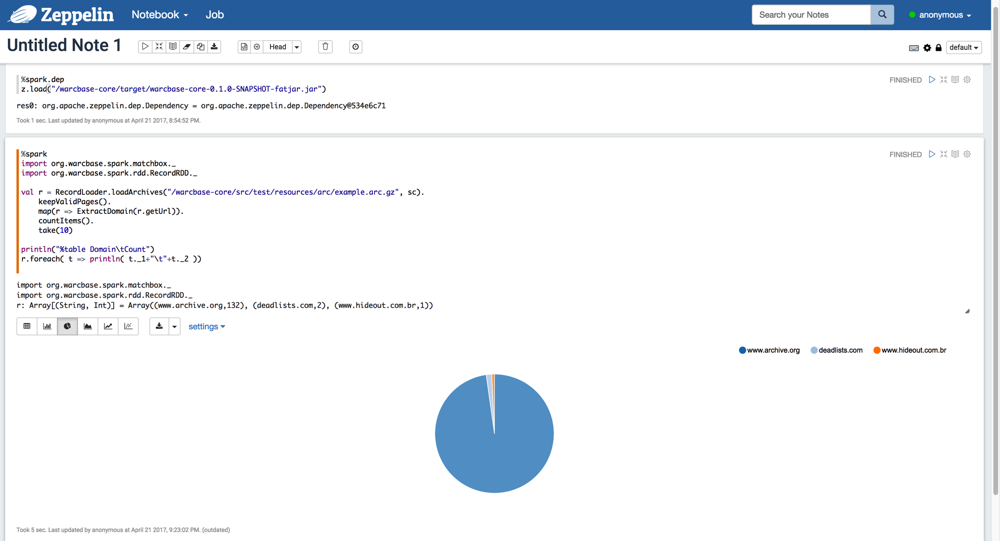 Zeppelin Notebook Job Search your Notes anonymous
Untitled Note 1 Head default
%spark.dep
FINISHED
z.load("/warcbase-core/target/warcbase-core-0.1.0-SNAPSHOT-fatjar.jar")
res0: org.apache.zeppelin.dep.Dependency = org.apache.zeppelin.dep.Dependency@534e6c71
Took 1 sec. Last updated by anonymous at April 21 2017, 8:54:52 PM.
%spark
FINISHED
import org.warcbase.spark.matchbox._
import org.warcbase.spark.rdd.RecordRDD._
val r = RecordLoader.loadArchives("/warcbase-core/src/test/resources/arc/example.arc.gz", sc).
keepValidPages().
map(r => ExtractDomain(r.getUrl)).
countItems().
take(10)
println("%table Domain\tCount")
r.foreach( t => println( t._1+"\t"+t._2 ))
import org.warcbase.spark.matchbox._
import org.warcbase.spark.rdd.RecordRDD._
r: Array[(String, Int)] = Array((www.archive.org,132), (deadlists.com,2), (www.hideout.com.br,1))
settings
www.archive.org deadlists.com www.hideout.com.br
Took 5 sec. Last updated by anonymous at April 21 2017, 9:23:02 PM. (outdated)